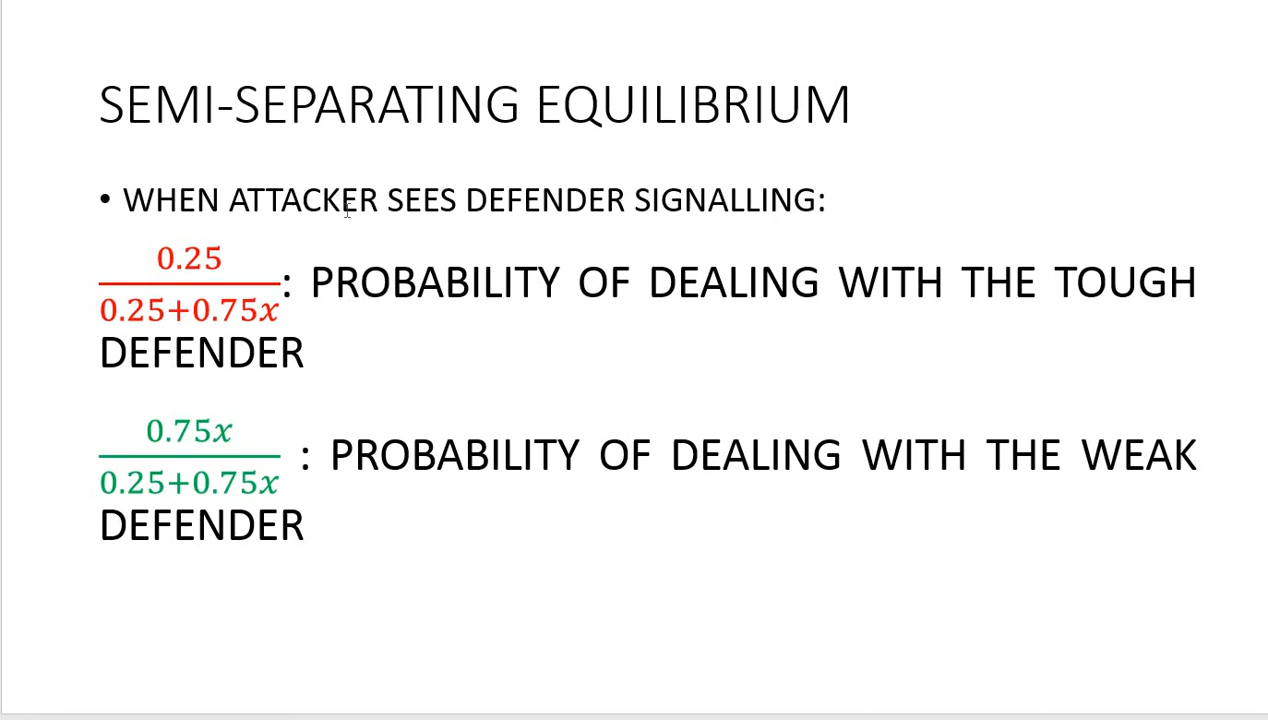 SEMI-SEPARATING EQUILIBRIUM
• WHEN ATTACKER SEES DEFENDER SIGNALLING:
0.25
0.25+0.75x
: PROBABILITY OF DEALING WITH THE TOUGH
DEFENDER
0.75x
0.25+0.75x
: PROBABILITY OF DEALING WITH THE WEAK
DEFENDER